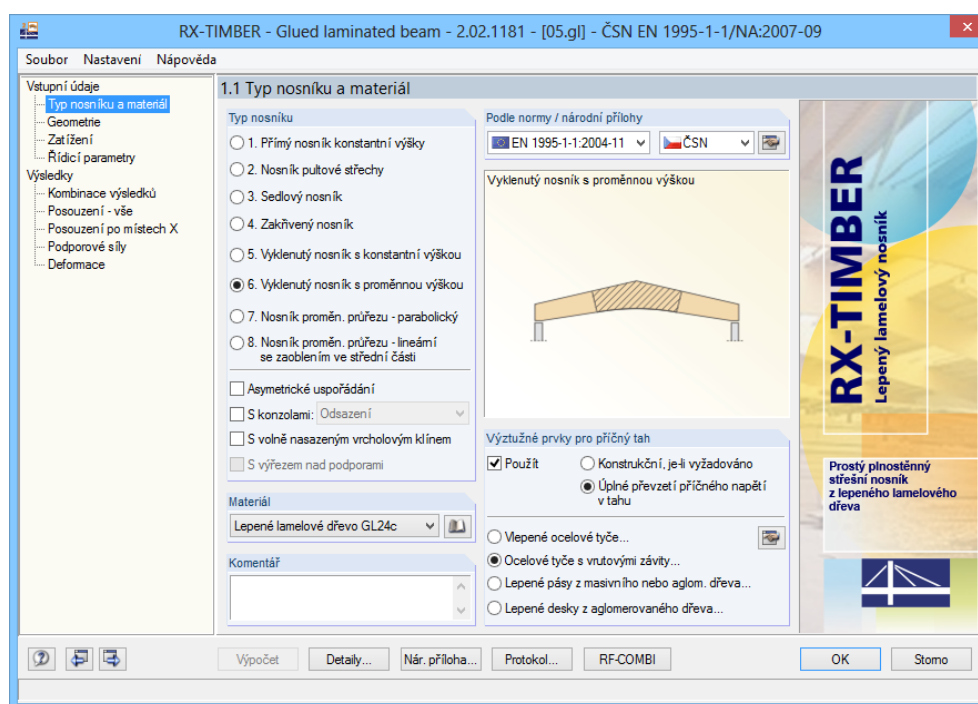 RX-TIMBER - Glued laminated beam - 2.02.1181 - [05.gl] - ČSN EN 1995-1-1/NA:2007-09
Soubor Nastavení Nápověda
Vstupní údaje
Typ nosníku a materiál
Geometrie
Zatížení
Řídicí parametry
Výsledky
Kombinace výsledků
Posouzení - vše
Posouzení po místech X
Podporové síly
Deformace
1.1 Typ nosníku a materiál
Typ nosníku
1. Přímý nosník konstantní výšky
2. Nosník pultové střechy
3. Sedlový nosník
4. Zakřivený nosník
5. Vyklenutý nosník s konstantní výškou
6. Vyklenutý nosník s proměnnou výškou
7. Nosník proměn. průřezu - parabolický
8. Nosník proměn. průřezu - lineární
se zaoblením ve střední části
Asymetrické uspořádání
S konzolami: Odsazení
S volně nasazeným vrcholovým klínem
S výřezem nad podporami
Materiál
Lepené lamelové dřevo GL24c
Komentář
Podle normy / národní přílohy
EN 1995-1-1:2004-11 ČSN
Vyklenutý nosník s proměnnou výškou
Výztužné prvky pro příčný tah
Použít
Konstrukční, je-li vyžadováno
Úplné převzetí příčného napětí
v tahu
Vlepené ocelové tyče...
Ocelové tyče s vrutovými závity...
Lepené pásy z masivního nebo aglom. dřeva...
Lepené desky z aglomerovaného dřeva...
RX-TIMBER
Lepený lamelový nosník
Prostý plnostěnný
střešní nosník
z lepeného lamelového
dřeva
Výpočet
Detaily...
Nár. příloha...
Protokol...
RF-COMBI
OK
Storno